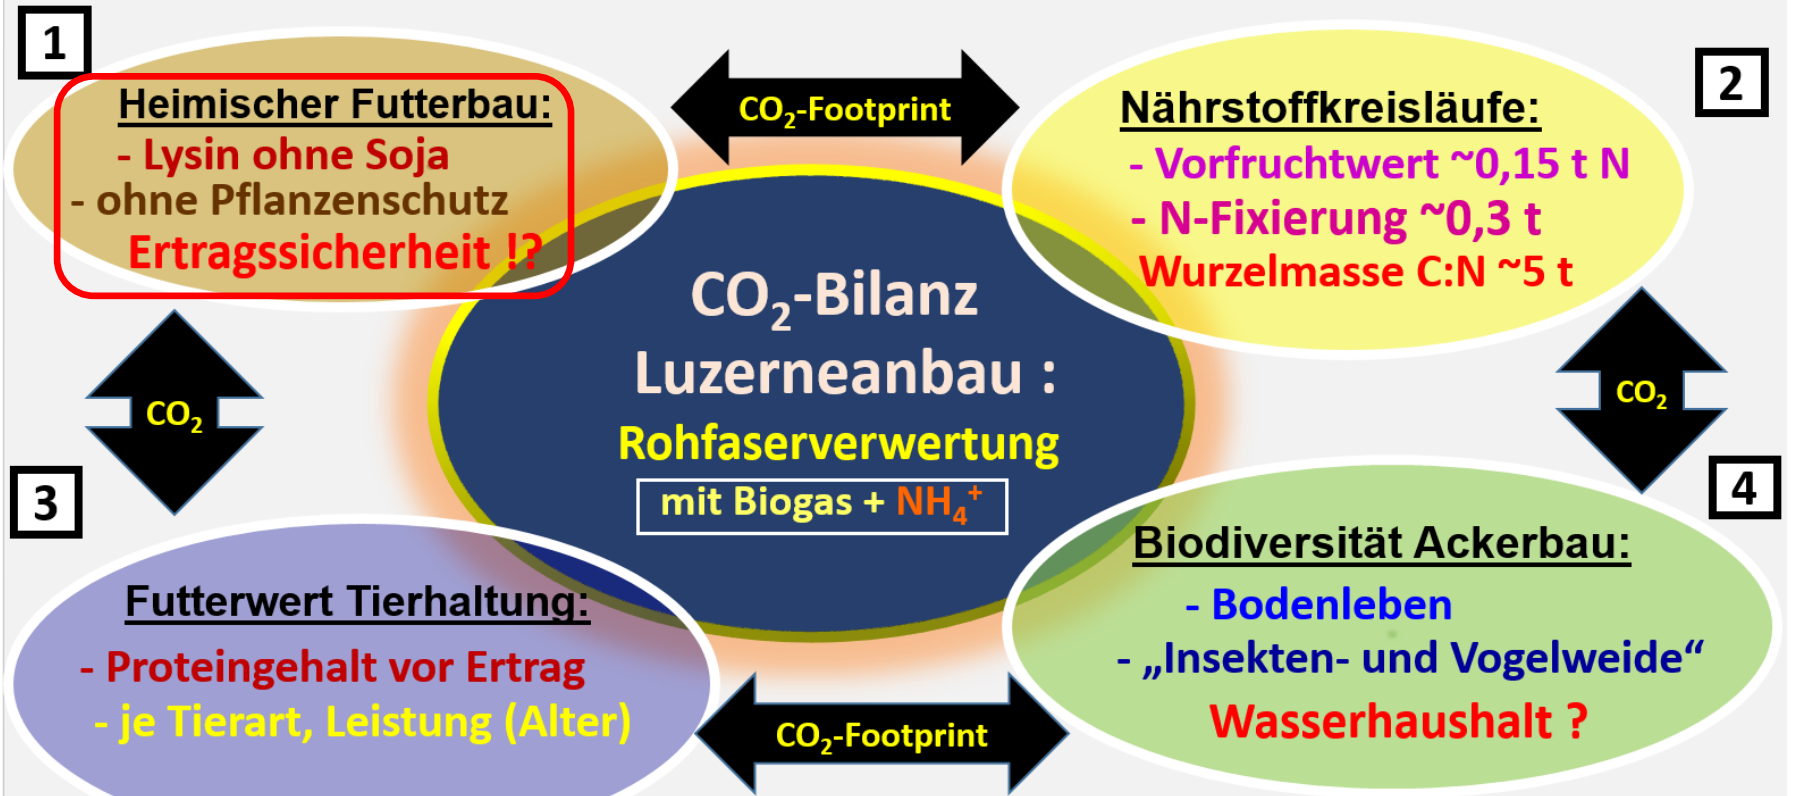 1
Heimischer Futterbau:
- Lysin ohne Soja
- ohne Pflanzenschutz
Ertragssicherheit !?
CO₂-Footprint
2
Nährstoffkreisläufe:
- Vorfruchtwert ~0,15 t N
- N-Fixierung ~0,3 t
Wurzelmasse C:N ~5 t
CO₂-Bilanz
Luzerneanbau :
Rohfaserverwertung
mit Biogas + NH₄⁺
CO₂
CO₂
3
Futterwert Tierhaltung:
- Proteingehalt vor Ertrag
- je Tierart, Leistung (Alter)
CO₂-Footprint
4
Biodiversität Ackerbau:
- Bodenleben
- „Insekten- und Vogelweide“
Wasserhaushalt ?